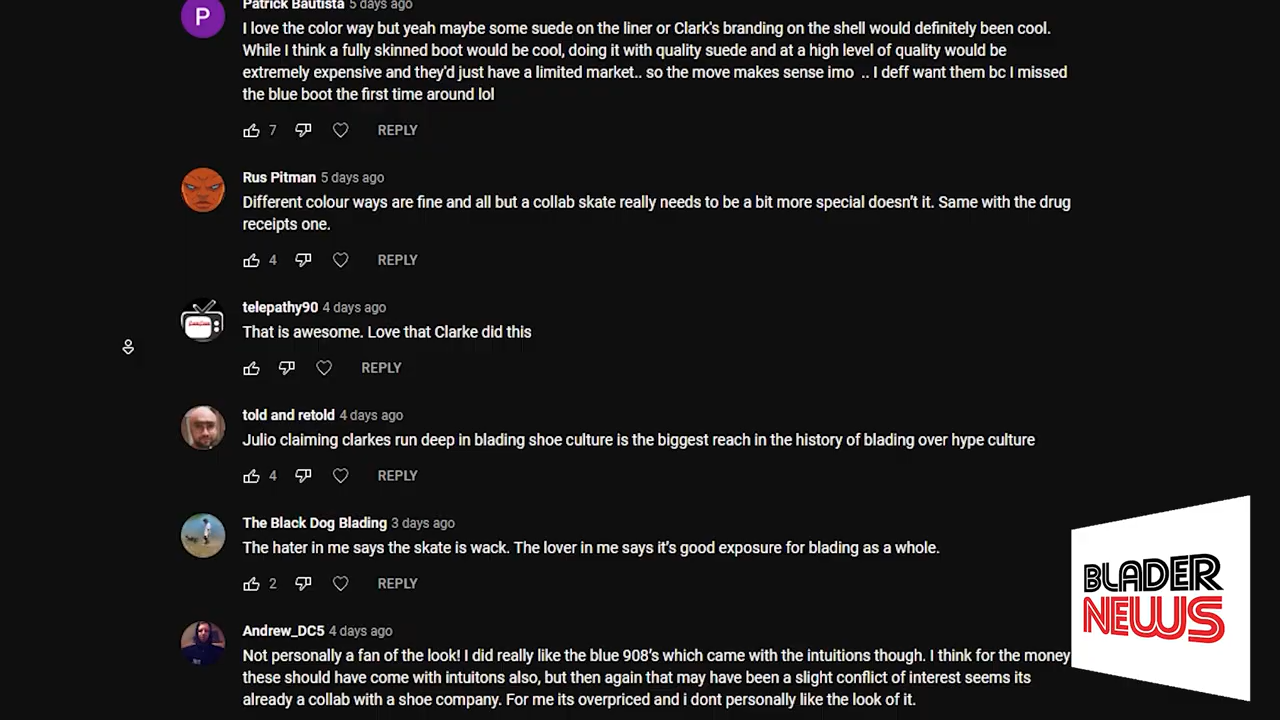 Patrick Bautista 5 days ago
P
I love the color way but yeah maybe some suede on the liner or Clark's branding on the shell would definitely been cool.
While I think a fully skinned boot would be cool, doing it with quality suede and at a high level of quality would be
extremely expensive and they'd just have a limited market.. so the move makes sense imo .. I deff want them bc I missed
the blue boot the first time around lol
7 REPLY
Rus Pitman 5 days ago
Different colour ways are fine and all but a collab skate really needs to be a bit more special doesn't it. Same with the drug
receipts one.
4 REPLY
telepathy90 4 days ago
That is awesome. Love that Clarke did this
REPLY
told and retold 4 days ago
Julio claiming clarkes run deep in blading shoe culture is the biggest reach in the history of blading over hype culture
4 REPLY
The Black Dog Blading 3 days ago
The hater in me says the skate is wack. The lover in me says it's good exposure for blading as a whole.
2 REPLY
Andrew_DC5 4 days ago
Not personally a fan of the look! I did really like the blue 908's which came with the intuitions though. I think for the money
these should have come with intuitons also, but then again that may have been a slight conflict of interest seems its
already a collab with a shoe company. For me its overpriced and i dont personally like the look of it.
BLADER
NEWS